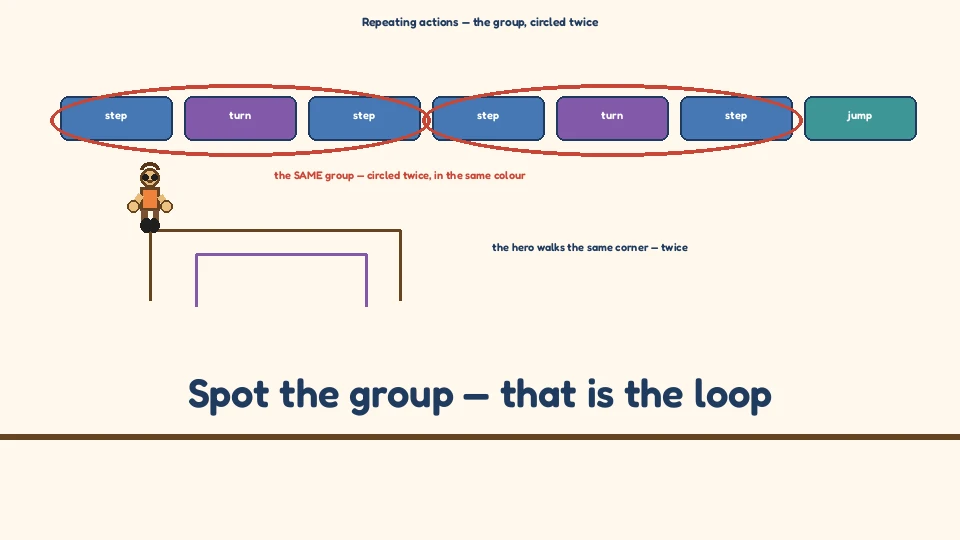 Repeating actions — the group, circled twice
step turn step step turn step jump
the SAME group — circled twice, in the same colour
the hero walks the same corner — twice
Spot the group — that is the loop